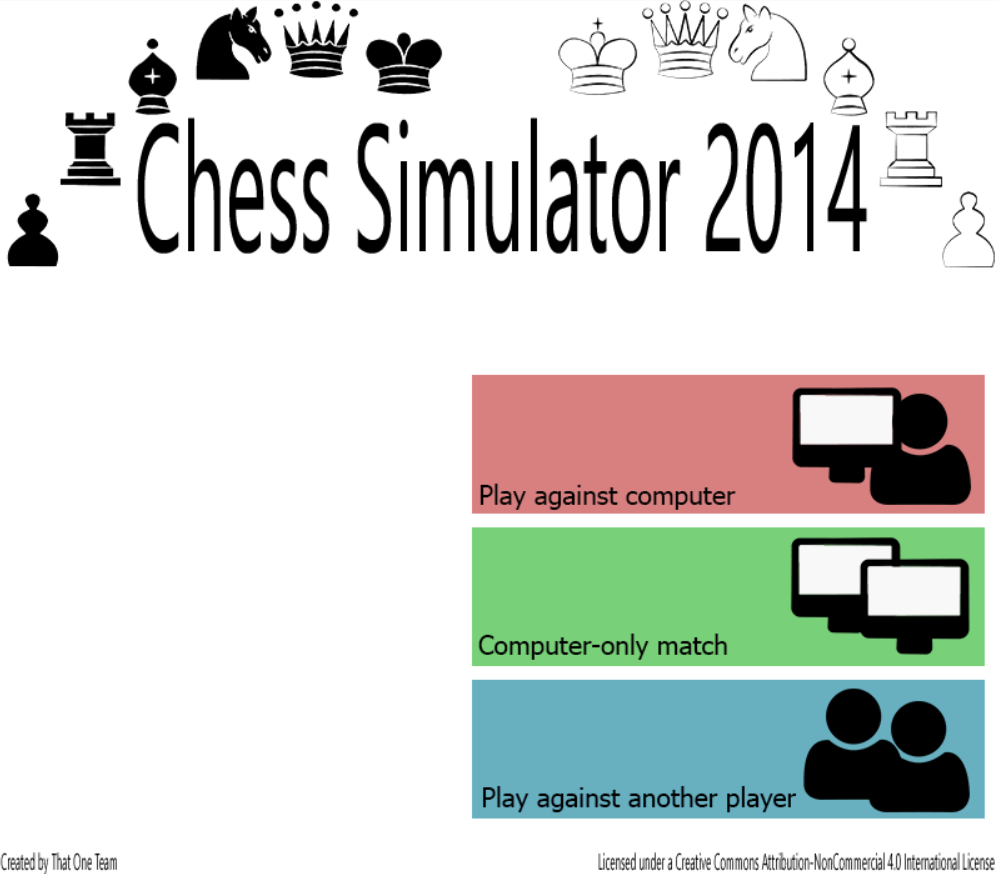 Chess Simulator 2014
Play against computer
Computer-only match
Play against another player
Created by That One Team
Licensed under a Creative Commons Attribution-NonCommercial 4.0 International License